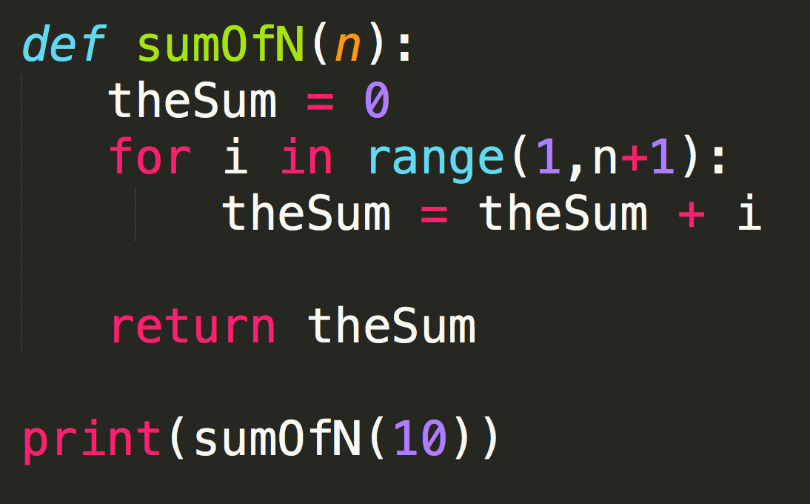 def sumOfN(n):
    theSum = 0
    for i in range(1,n+1):
        theSum = theSum + i

    return theSum

print(sumOfN(10))